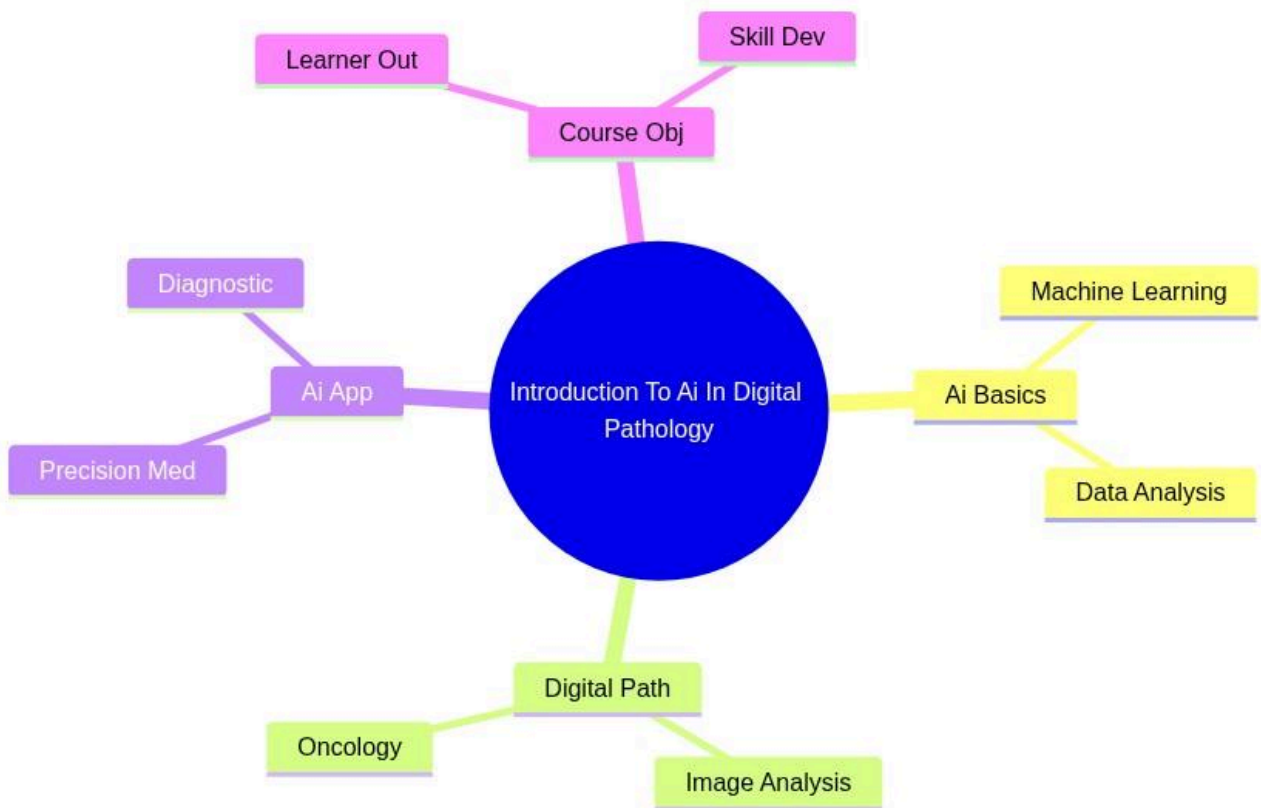 Skill Dev
Learner Out
Course Obj
Diagnostic
Machine Learning
Ai App
Ai Basics
Introduction To Ai In Digital
Pathology
Precision Med
Data Analysis
Digital Path
Oncology
Image Analysis